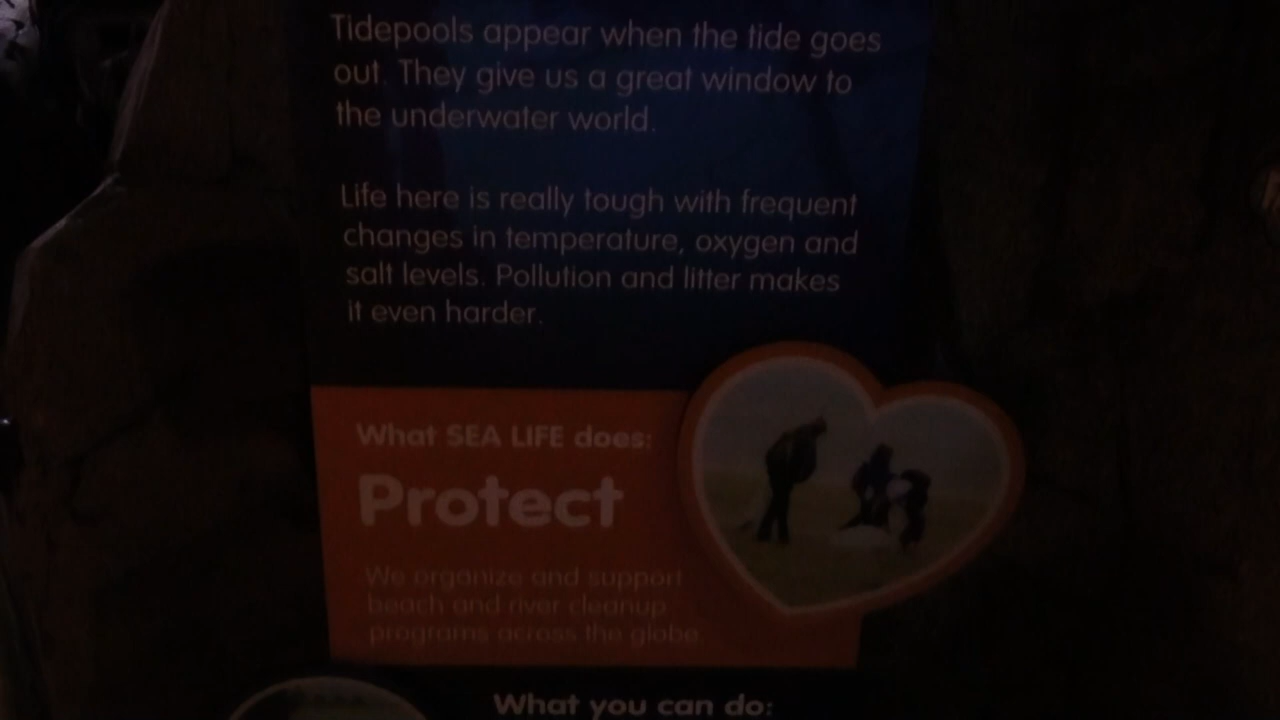 Tidepools appear when the tide goes
out. They give us a great window to
the underwater world.
Life here is really tough with frequent
changes in temperature, oxygen and
salt levels. Pollution and litter makes
it even harder.
What SEA LIFE does:
Protect
We organize and support
beach and river cleanup
programs across the globe.
What you can do: